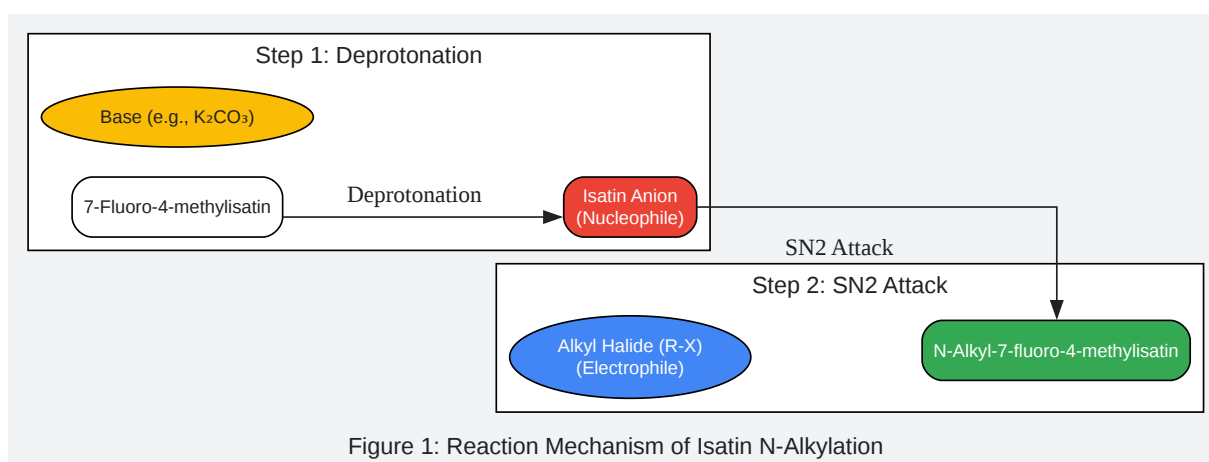 Step 1: Deprotonation
Base (e.g., K₂CO₃)
7-Fluoro-4-methylisatin
Deprotonation
Isatin Anion
(Nucleophile)
SN2 Attack
Step 2: SN2 Attack
Alkyl Halide (R-X)
(Electrophile)
N-Alkyl-7-fluoro-4-methylisatin
Figure 1: Reaction Mechanism of Isatin N-Alkylation